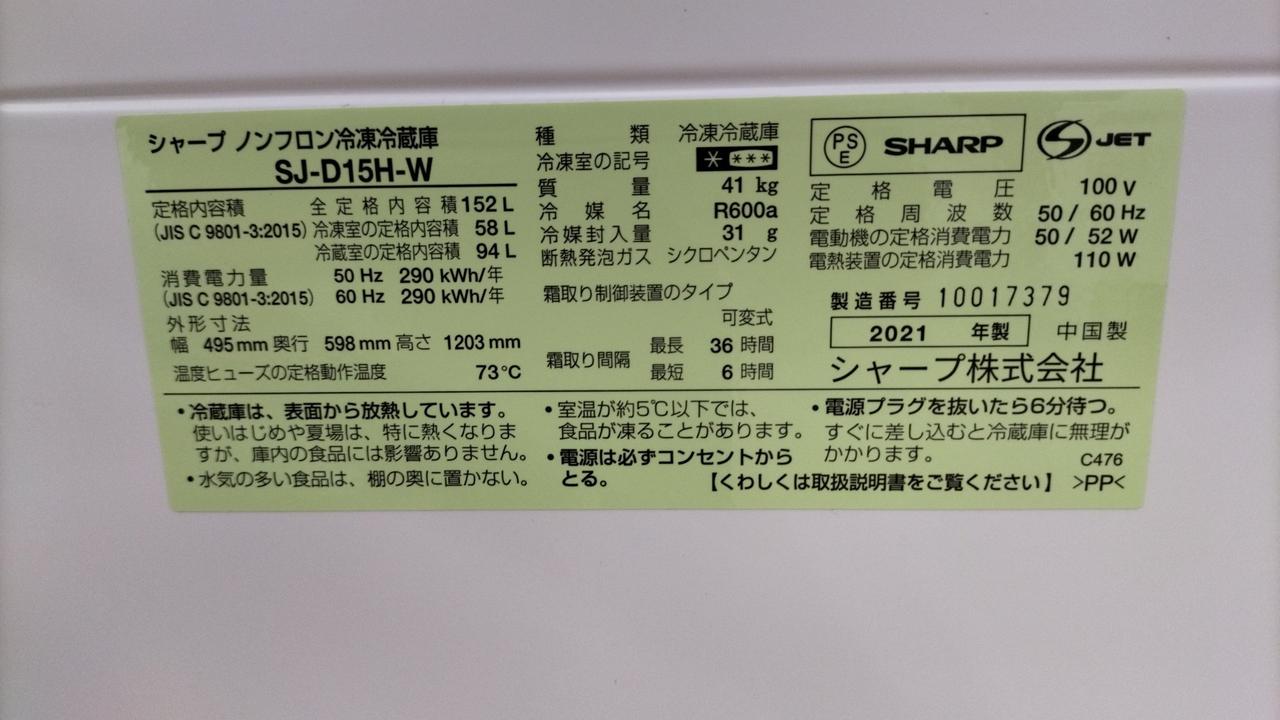 シャープ ノンフロン冷凍冷蔵庫
SJ-D15H-W
定格内容積 全定格内容積 152 L
(JIS C 9801-3:2015) 冷凍室の定格内容積 58 L
冷蔵室の定格内容積 94 L
消費電力量 50 Hz 290 kWh/年
(JIS C 9801-3:2015) 60 Hz 290 kWh/年
外形寸法
幅 495 mm 奥行 598 mm 高さ 1203 mm
温度ヒューズの定格動作温度 73℃
種類 冷凍冷蔵庫
冷凍室の記号 * ***
質量 41 kg
冷媒名 R600a
冷媒封入量 31 g
断熱発泡ガス シクロペンタン
霜取り制御装置のタイプ
可変式
霜取り間隔 最長 36 時間
最短 6 時間
PSE SHARP S JET
定格電圧 100 V
定格周波数 50 / 60 Hz
電動機の定格消費電力 50 / 52 W
電熱装置の定格消費電力 110 W
製造番号 10017379
2021 年製 中国製
シャープ株式会社
・冷蔵庫は、表面から放熱しています。
使いはじめや夏場は、特に熱くなりま
すが、庫内の食品には影響ありません。
・水気の多い食品は、棚の奥に置かない。
・室温が約5℃以下では、
食品が凍ることがあります。
・電源は必ずコンセントから
とる。
・電源プラグを抜いたら6分待つ。
すぐに差し込むと冷蔵庫に無理が
かかります。
C476
【くわしくは取扱説明書をご覧ください】 >PP<